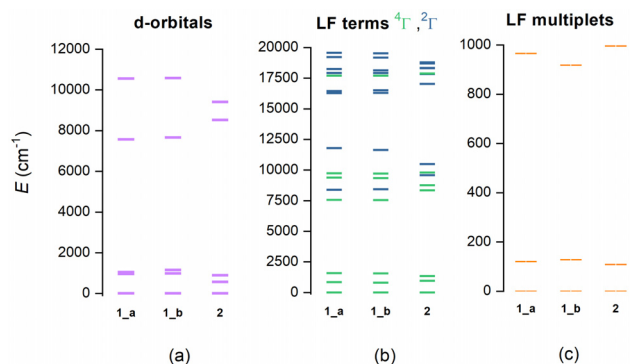 d-orbitals
LF terms ⁴Γ , ²Γ
LF multiplets
E (cm⁻¹)
12000
10000
8000
6000
4000
2000
0
1_a 1_b 2
(a)
20000
17500
15000
12500
10000
7500
5000
2500
0
1_a 1_b 2
(b)
1000
800
600
400
200
0
1_a 1_b 2
(c)